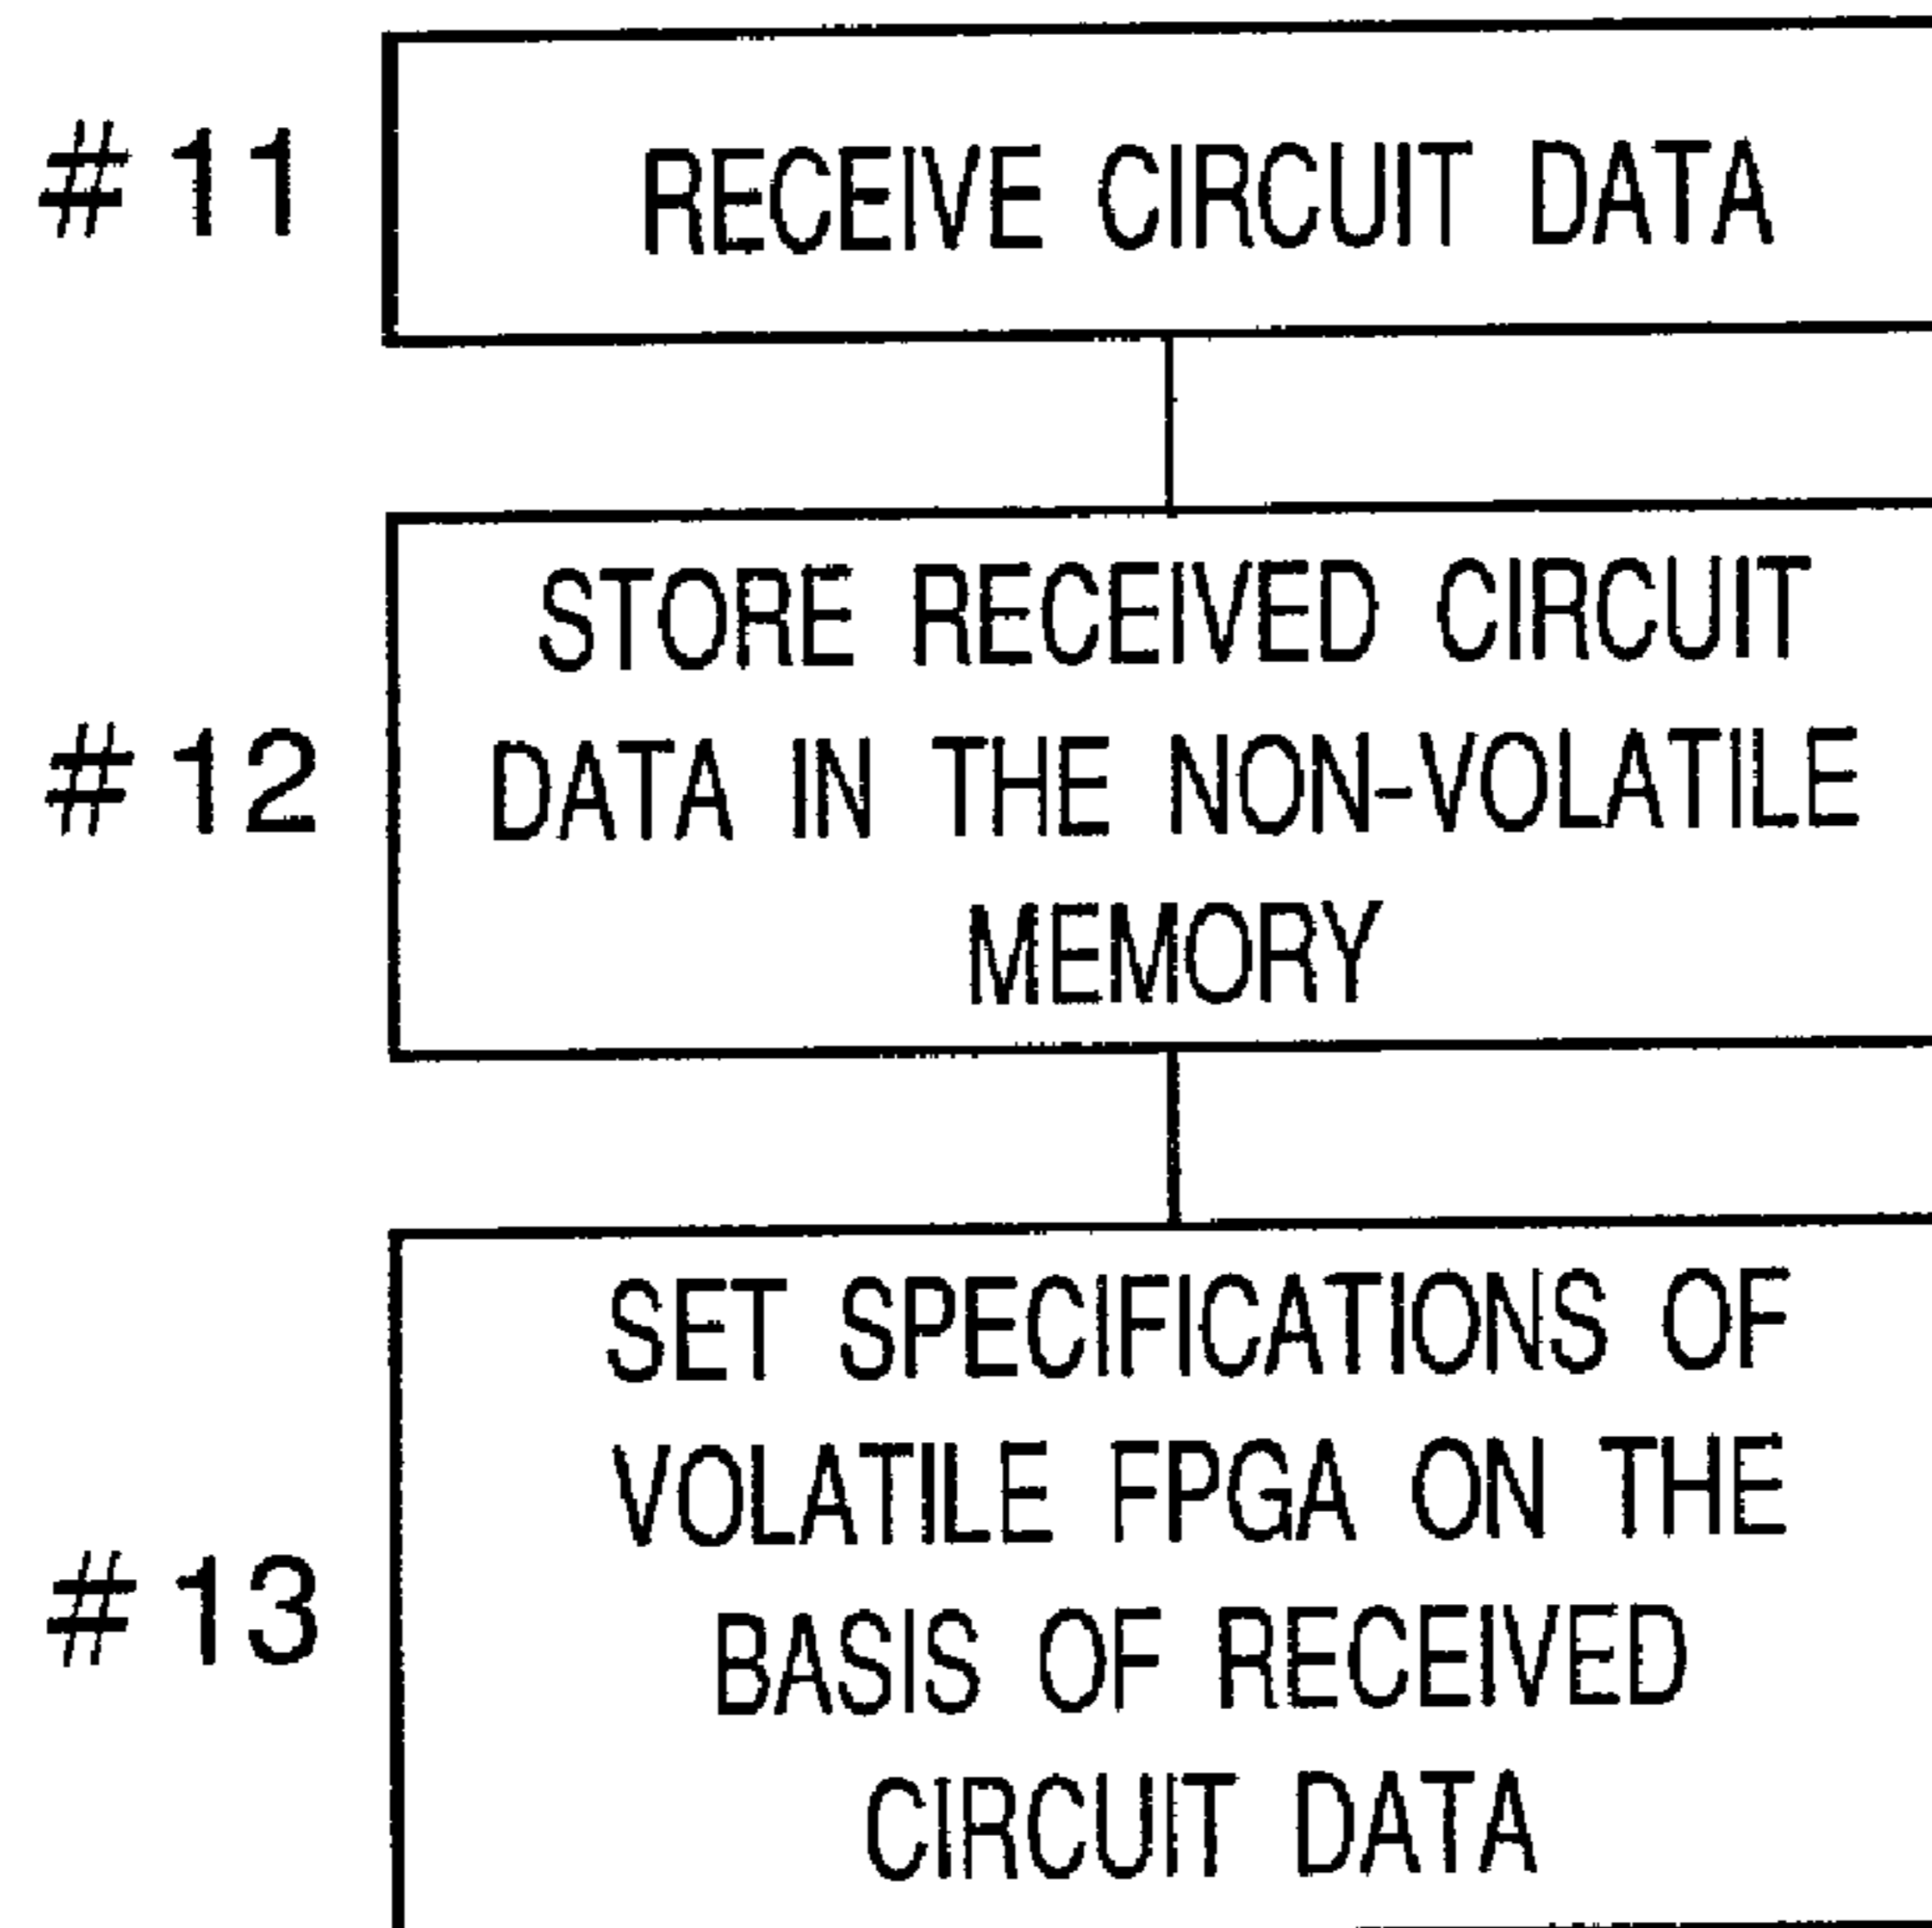 #11
RECEIVE CIRCUIT DATA
#12
STORE RECEIVED CIRCUIT
DATA IN THE NON-VOLATILE
MEMORY
#13
SET SPECIFICATIONS OF
VOLATILE FPGA ON THE
BASIS OF RECEIVED
CIRCUIT DATA